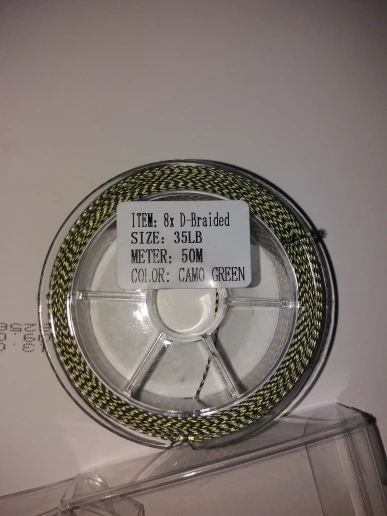 ITEM: 8x D-Braided
SIZE: 35LB
METER: 50M
COLOR: CAMO GREEN